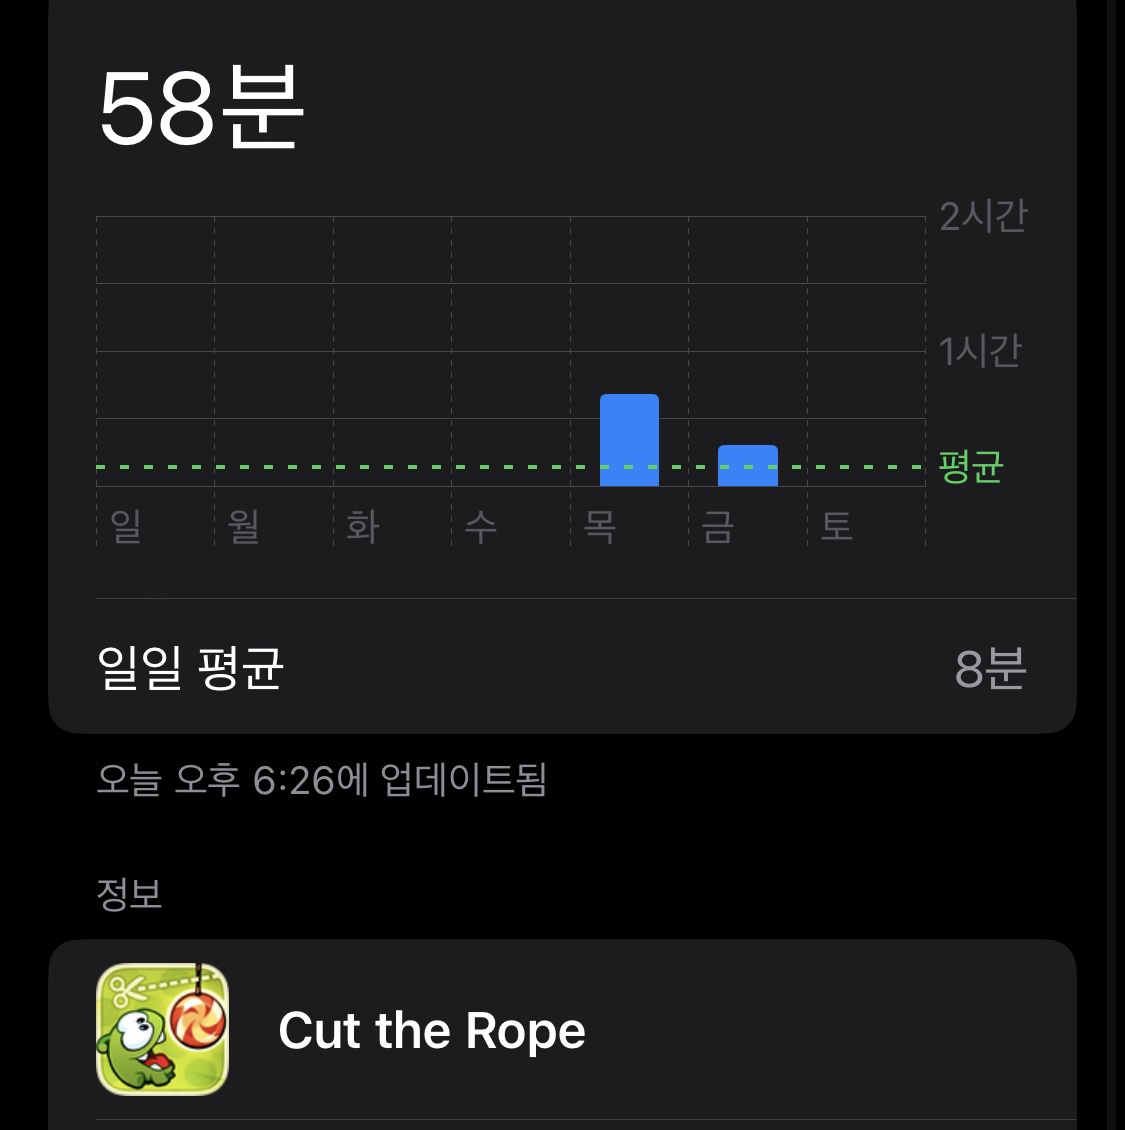 58분
2시간
1시간
평균
일 월 화 수 목 금 토
일일 평균 8분
오늘 오후 6:26에 업데이트됨
정보
Cut the Rope